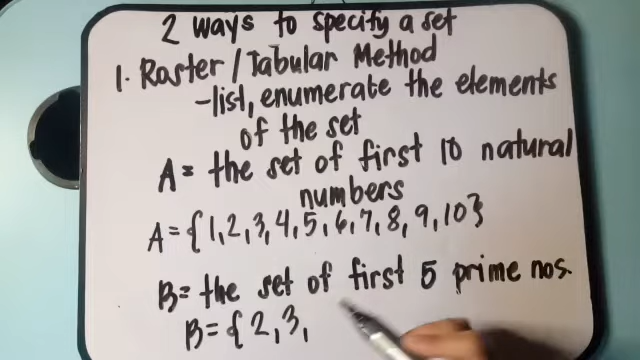 2 ways to specify a set
1. Raster/Tabular Method
-list, enumerate the elements
of the set
A= the set of first 10 natural
numbers
A={1,2,3,4,5,6,7,8,9,10}
B= the set of first 5 prime nos.
B={2,3,